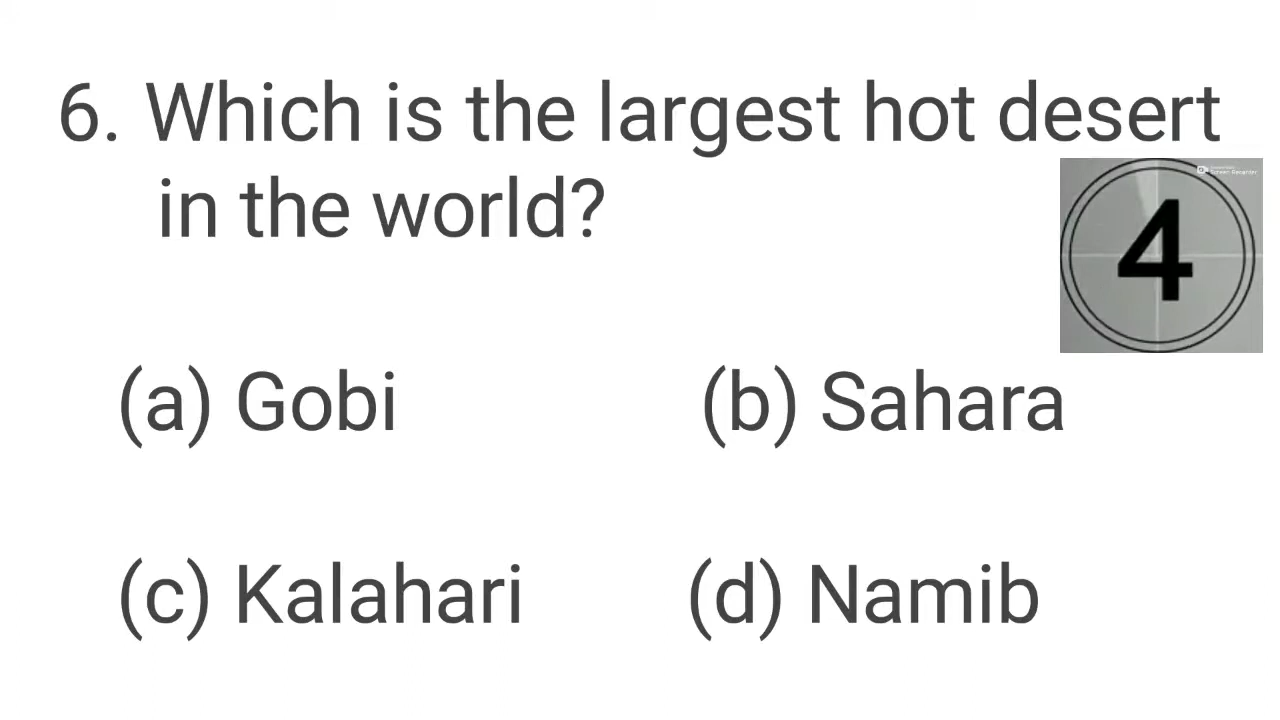 6. Which is the largest hot desert
in the world?
4
(a) Gobi
(b) Sahara
(c) Kalahari
(d) Namib